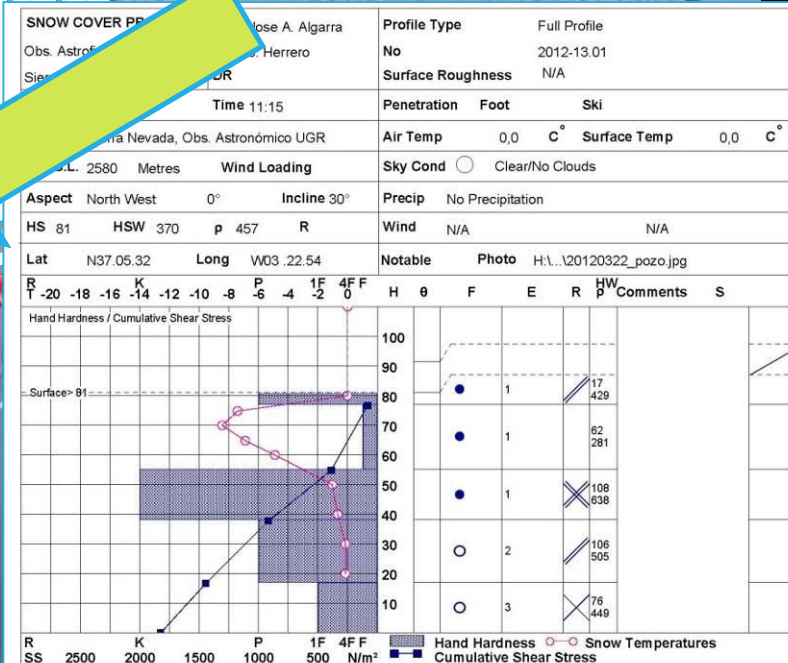 SNOW COVER Jose A. Algarra Profile Type Full Profile
Obs. Herrero No 2012-13.01
DR Surface Roughness N/A
Time 11:15 Penetration Foot Ski
Nevada, Obs. Astronómico UGR Air Temp 0,0 C° Surface Temp 0,0 C°
2580 Metres Wind Loading Sky Cond Clear/No Clouds
Aspect North West 0° Incline 30° Precip No Precipitation
HS 81 HSW 370 ρ 457 R Wind N/A N/A
Lat N37.05.32 Long W03 .22.54 Notable Photo H:\...\20120322_pozo.jpg
R K P 1F 4F F HW
T -20 -18 -16 -14 -12 -10 -8 -6 -4 -2 0 H θ F E R ρ Comments S
Hand Hardness / Cumulative Shear Stress
100
90
Surface> 81
80 1 17
429
70 1 62
60 281
50 1 108
40 638
30 2 106
20 505
10 3 76
449
R K P 1F 4F F Hand Hardness Snow Temperatures
SS 2500 2000 1500 1000 500 N/m² Cumulative Shear Stress